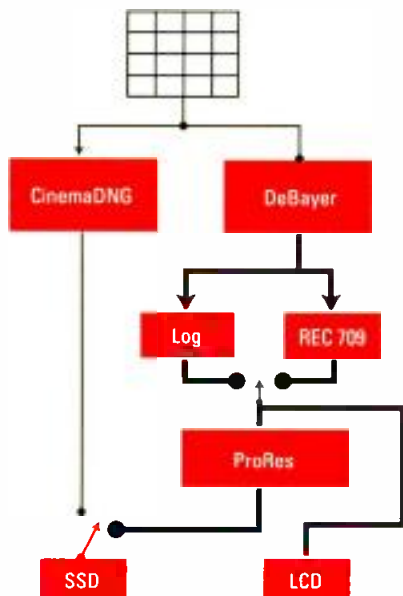 CinemaDNG
DeBayer
Log
REC 709
ProRes
SSD
LCD